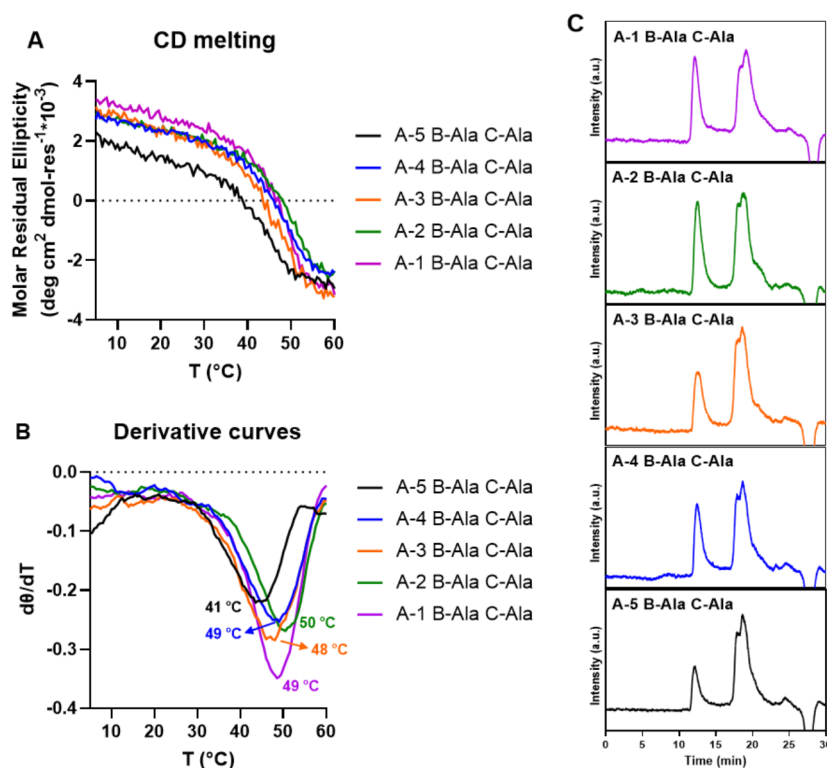 A
CD melting
Molar Residual Ellipticity
(deg cm² dmol-res⁻¹*10⁻³)
4
2
0
-2
-4
10 20 30 40 50 60
T (°C)
A-5 B-Ala C-Ala
A-4 B-Ala C-Ala
A-3 B-Ala C-Ala
A-2 B-Ala C-Ala
A-1 B-Ala C-Ala
B
Derivative curves
dθ/dT
0.0
-0.1
-0.2
-0.3
-0.4
41 °C
49 °C
50 °C
48 °C
49 °C
10 20 30 40 50 60
T (°C)
A-5 B-Ala C-Ala
A-4 B-Ala C-Ala
A-3 B-Ala C-Ala
A-2 B-Ala C-Ala
A-1 B-Ala C-Ala
C
A-1 B-Ala C-Ala
Intensity (a.u.)
A-2 B-Ala C-Ala
Intensity (a.u.)
A-3 B-Ala C-Ala
Intensity (a.u.)
A-4 B-Ala C-Ala
Intensity (a.u.)
A-5 B-Ala C-Ala
Intensity (a.u.)
0 5 10 15 20 25 30
Time (min)